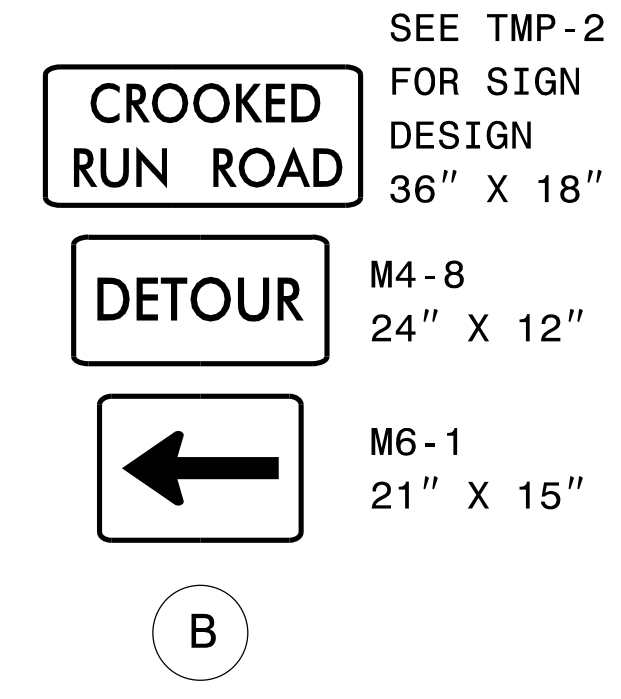 CROOKED
RUN ROAD
SEE TMP-2
FOR SIGN
DESIGN
36" X 18"
DETOUR
M4-8
24" X 12"
M6-1
21" X 15"
B